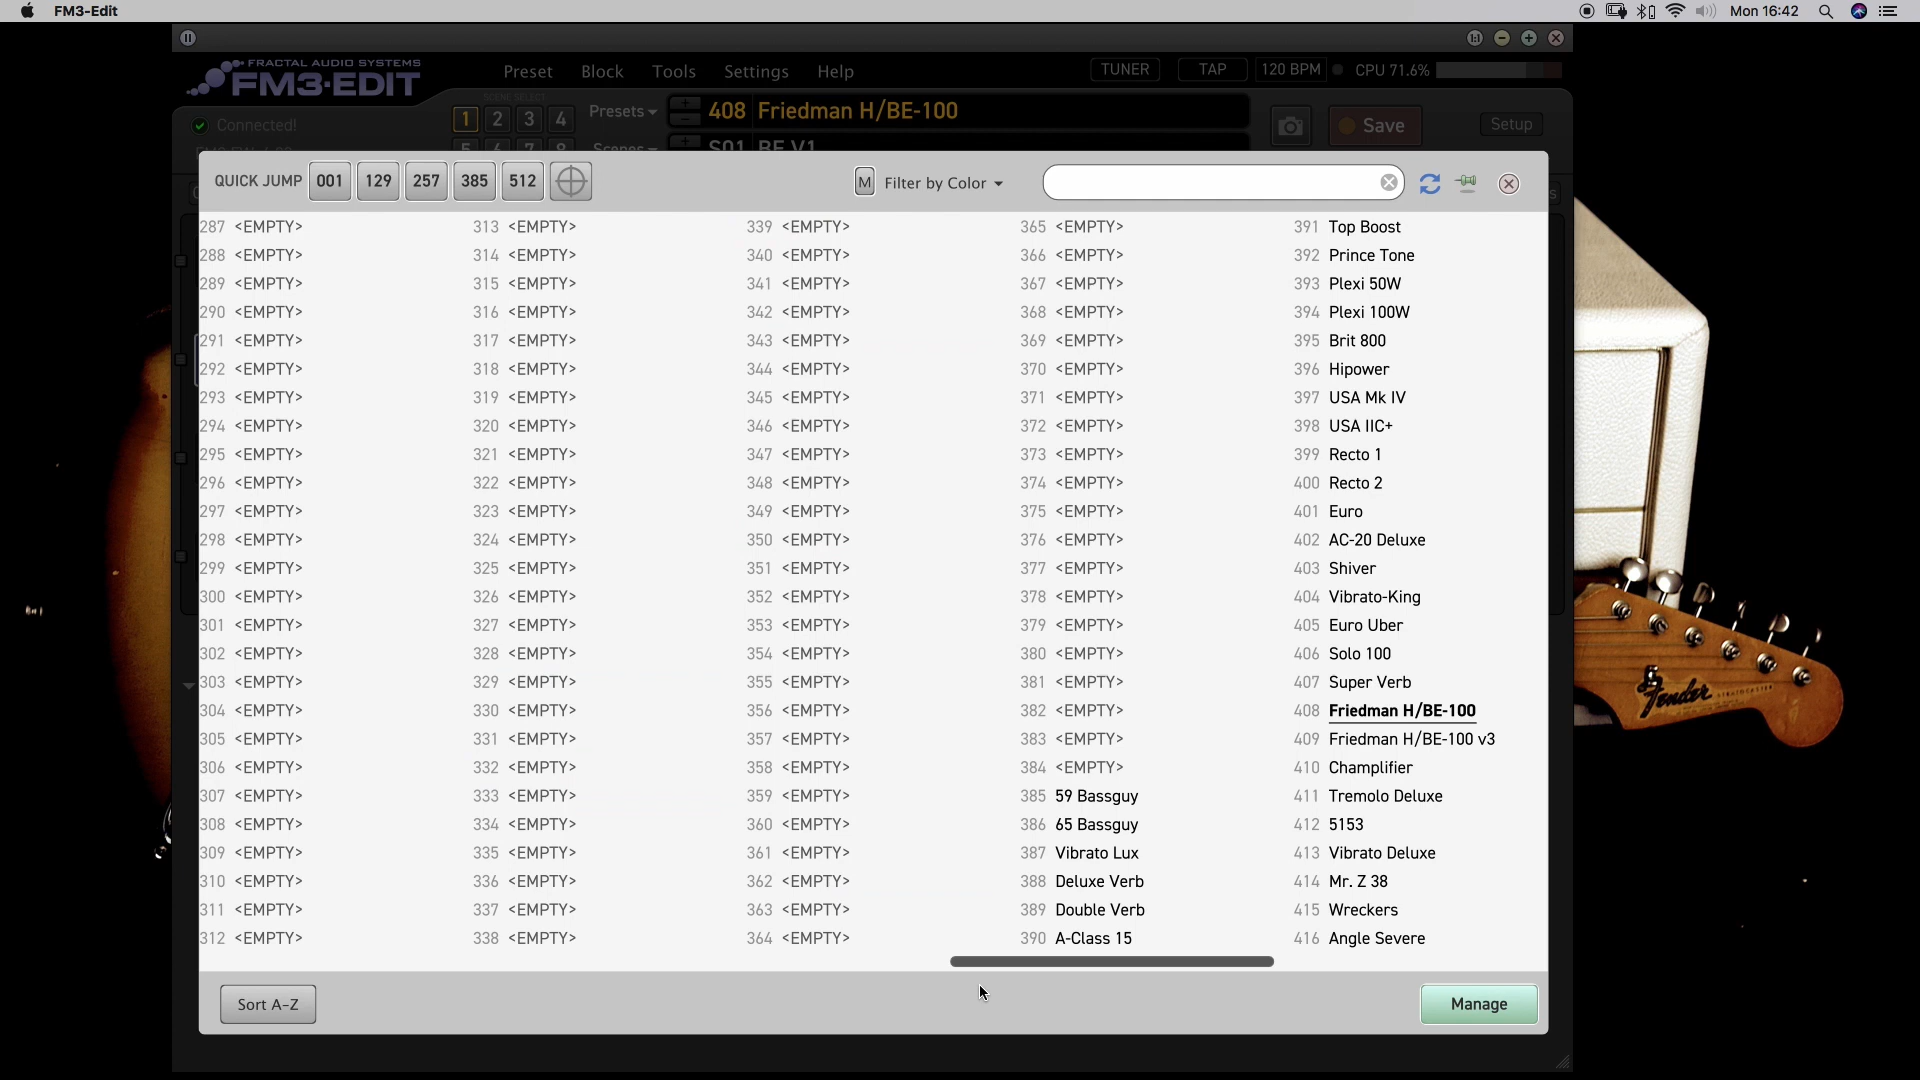 FM3-Edit
Mon 16:42
FRACTAL AUDIO SYSTEMS
FM3-EDIT
Preset Block Tools Settings Help
TUNER TAP 120 BPM CPU 71.6%
Connected!
1 2 3 4
Presets
408 Friedman H/BE-100
Save
Setup
S01 BE V1
QUICK JUMP 001 129 257 385 512
M Filter by Color
287 <EMPTY> 313 <EMPTY> 339 <EMPTY> 365 <EMPTY> 391 Top Boost
288 <EMPTY> 314 <EMPTY> 340 <EMPTY> 366 <EMPTY> 392 Prince Tone
289 <EMPTY> 315 <EMPTY> 341 <EMPTY> 367 <EMPTY> 393 Plexi 50W
290 <EMPTY> 316 <EMPTY> 342 <EMPTY> 368 <EMPTY> 394 Plexi 100W
291 <EMPTY> 317 <EMPTY> 343 <EMPTY> 369 <EMPTY> 395 Brit 800
292 <EMPTY> 318 <EMPTY> 344 <EMPTY> 370 <EMPTY> 396 Hipower
293 <EMPTY> 319 <EMPTY> 345 <EMPTY> 371 <EMPTY> 397 USA Mk IV
294 <EMPTY> 320 <EMPTY> 346 <EMPTY> 372 <EMPTY> 398 USA IIC+
295 <EMPTY> 321 <EMPTY> 347 <EMPTY> 373 <EMPTY> 399 Recto 1
296 <EMPTY> 322 <EMPTY> 348 <EMPTY> 374 <EMPTY> 400 Recto 2
297 <EMPTY> 323 <EMPTY> 349 <EMPTY> 375 <EMPTY> 401 Euro
298 <EMPTY> 324 <EMPTY> 350 <EMPTY> 376 <EMPTY> 402 AC-20 Deluxe
299 <EMPTY> 325 <EMPTY> 351 <EMPTY> 377 <EMPTY> 403 Shiver
300 <EMPTY> 326 <EMPTY> 352 <EMPTY> 378 <EMPTY> 404 Vibrato-King
301 <EMPTY> 327 <EMPTY> 353 <EMPTY> 379 <EMPTY> 405 Euro Uber
302 <EMPTY> 328 <EMPTY> 354 <EMPTY> 380 <EMPTY> 406 Solo 100
303 <EMPTY> 329 <EMPTY> 355 <EMPTY> 381 <EMPTY> 407 Super Verb
304 <EMPTY> 330 <EMPTY> 356 <EMPTY> 382 <EMPTY> 408 Friedman H/BE-100
305 <EMPTY> 331 <EMPTY> 357 <EMPTY> 383 <EMPTY> 409 Friedman H/BE-100 v3
306 <EMPTY> 332 <EMPTY> 358 <EMPTY> 384 <EMPTY> 410 Champlifier
307 <EMPTY> 333 <EMPTY> 359 <EMPTY> 385 59 Bassguy 411 Tremolo Deluxe
308 <EMPTY> 334 <EMPTY> 360 <EMPTY> 386 65 Bassguy 412 5153
309 <EMPTY> 335 <EMPTY> 361 <EMPTY> 387 Vibrato Lux 413 Vibrato Deluxe
310 <EMPTY> 336 <EMPTY> 362 <EMPTY> 388 Deluxe Verb 414 Mr. Z 38
311 <EMPTY> 337 <EMPTY> 363 <EMPTY> 389 Double Verb 415 Wreckers
312 <EMPTY> 338 <EMPTY> 364 <EMPTY> 390 A-Class 15 416 Angle Severe
Sort A-Z
Manage
Fender STRATOCASTER